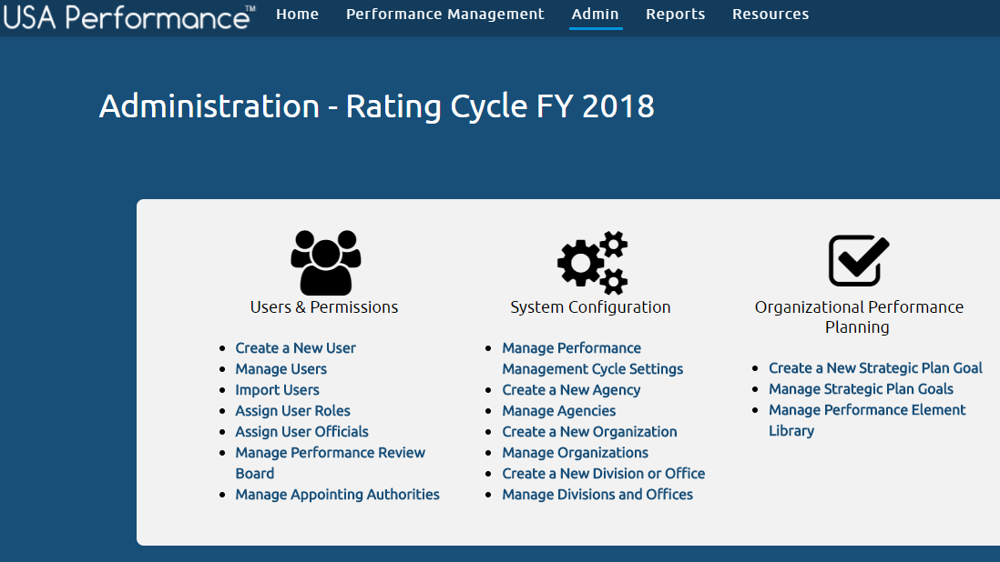 USA Performance™
Home Performance Management Admin Reports Resources
Administration - Rating Cycle FY 2018
Users & Permissions
Create a New User
Manage Users
Import Users
Assign User Roles
Assign User Officials
Manage Performance Review
Board
Manage Appointing Authorities
System Configuration
Manage Performance
Management Cycle Settings
Create a New Agency
Manage Agencies
Create a New Organization
Manage Organizations
Create a New Division or Office
Manage Divisions and Offices
Organizational Performance
Planning
Create a New Strategic Plan Goal
Manage Strategic Plan Goals
Manage Performance Element
Library